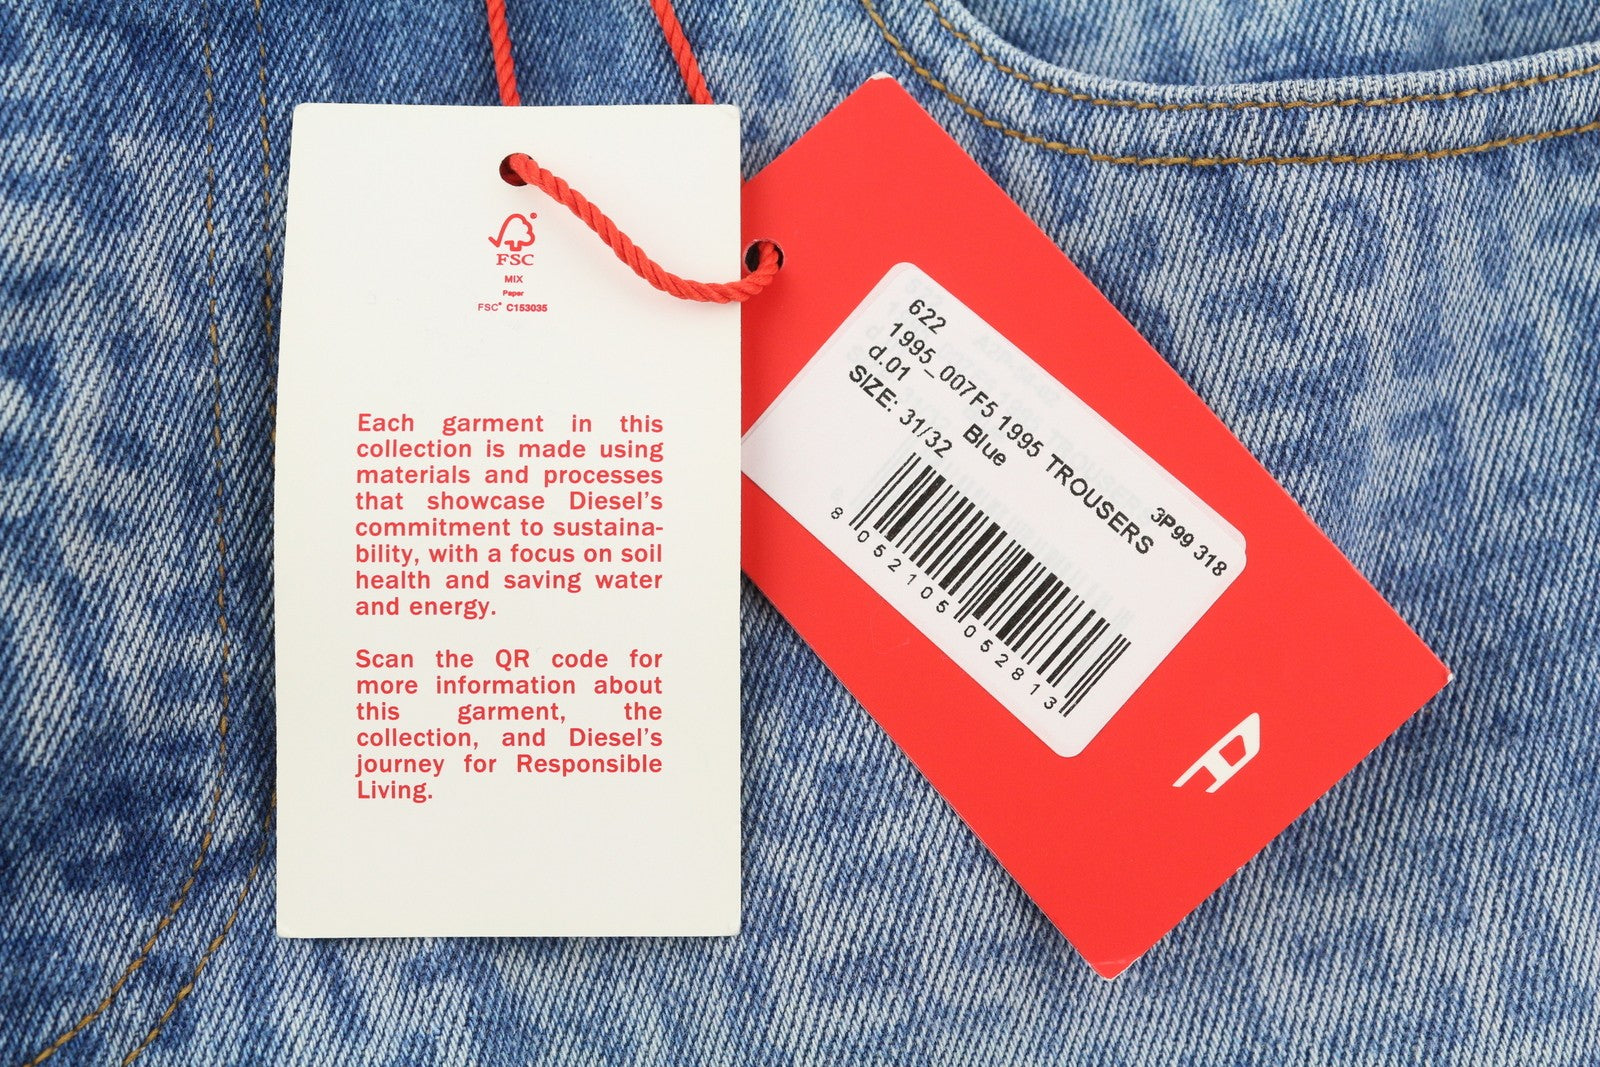 FSC®
MIX
Paper
FSC® C153035
Each garment in this
collection is made using
materials and processes
that showcase Diesel's
commitment to sustaina-
bility, with a focus on soil
health and saving water
and energy.
Scan the QR code for
more information about
this garment, the
collection, and Diesel's
journey for Responsible
Living.
622
1995_007F5 1995 TROUSERS
d.01 Blue 3P99 318
SIZE: 31/32
8 052105 052813